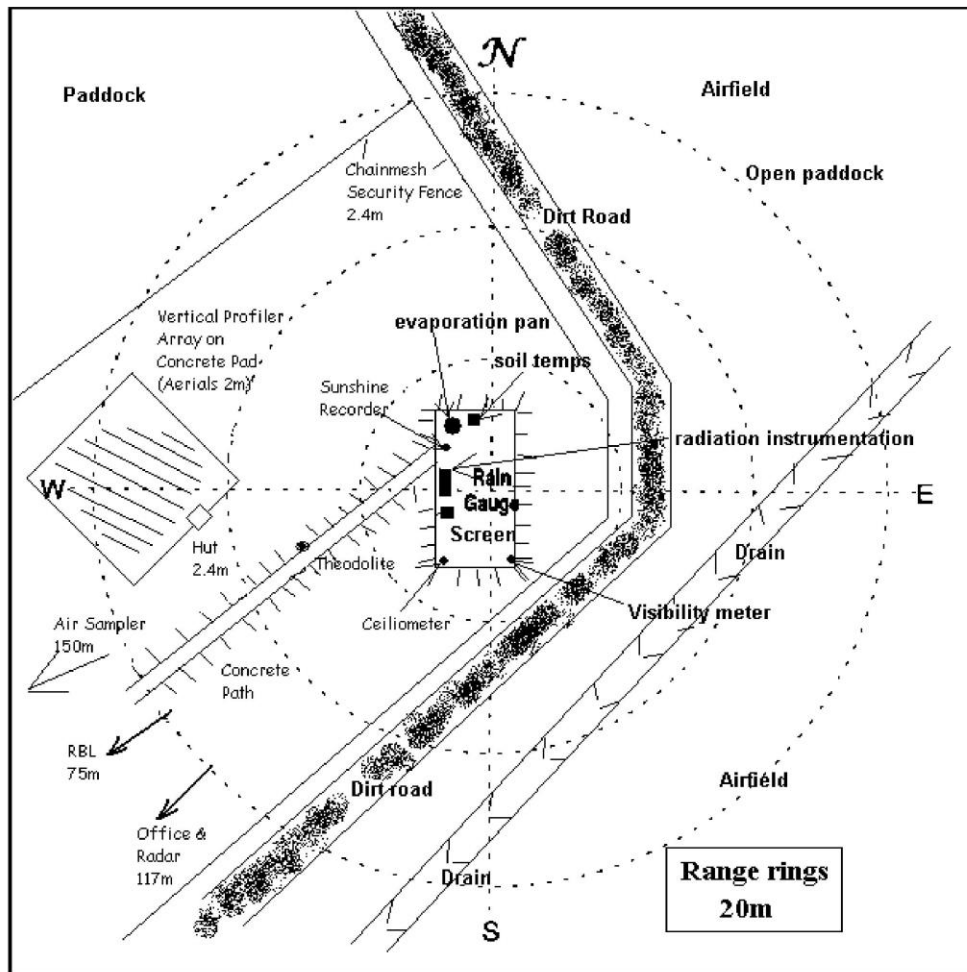 N
Paddock
Airfield
Chainmesh
Security Fence
2.4m
Open paddock
Dirt Road
Vertical Profiler
Array on
Concrete Pad
(Aerials 2m)
evaporation pan
soil temps
Sunshine
Recorder
radiation instrumentation
W
Rain
Gauge
E
Screen
Hut
2.4m
Theodolite
Drain
Air Sampler
150m
Ceiliometer
Visibility meter
Concrete
Path
RBL
75m
Dirt road
Airfield
Office &
Radar
117m
Drain
S
Range rings
20m